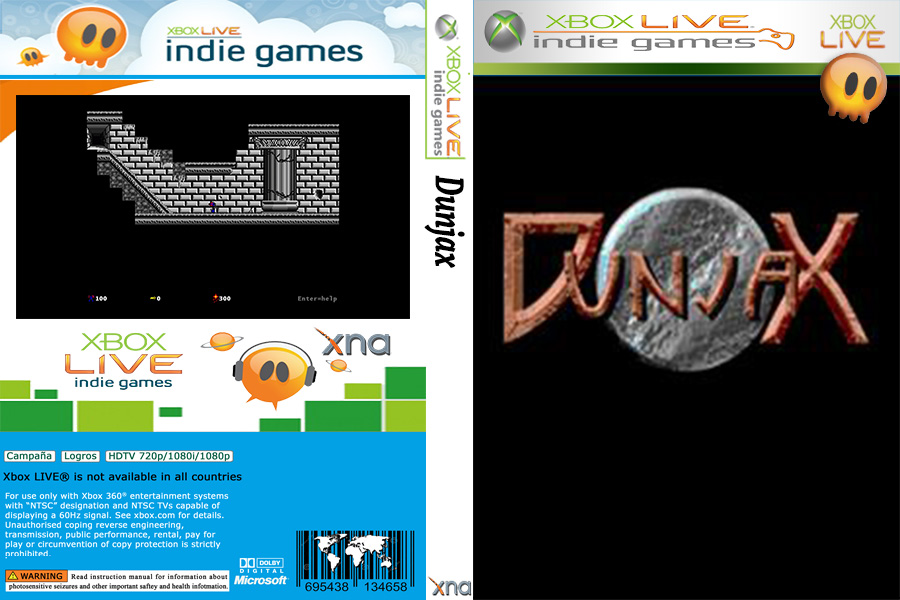 XBOX LIVE
indie games
100
0
300
Enter=help
XBOX
LIVE
indie games
xna
Campaña
Logros
HDTV 720p/1080i/1080p
Xbox LIVE® is not available in all countries
For use only with Xbox 360® entertainment systems
with “NTSC” designation and NTSC TVs capable of
displaying a 60Hz signal. See xbox.com for details.
Unauthorised coping reverse engineering,
transmission, public performance, rental, pay for
play or circumvention of copy protection is strictly
prohibited.
WARNING Read instruction manual for information about
photosensitive seizures and other important saftey and health infotmation.
DOLBY
DIGITAL
Microsoft
695438 134658
XBOX LIVE
indie games
Dunjax
xna
XBOX LIVE
indie games
XBOX
LIVE
DUNJAX